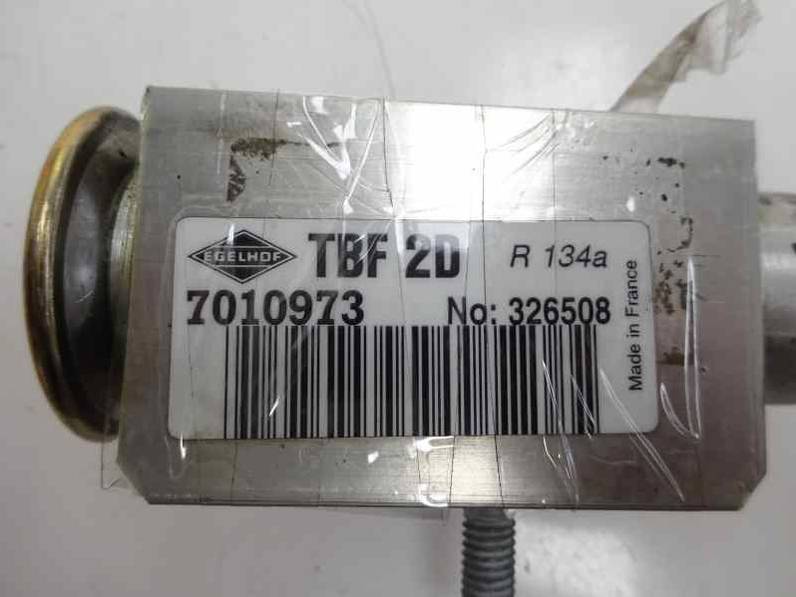 EGELHOF TBF 2D R 134a
7010973 No: 326508
Made in France